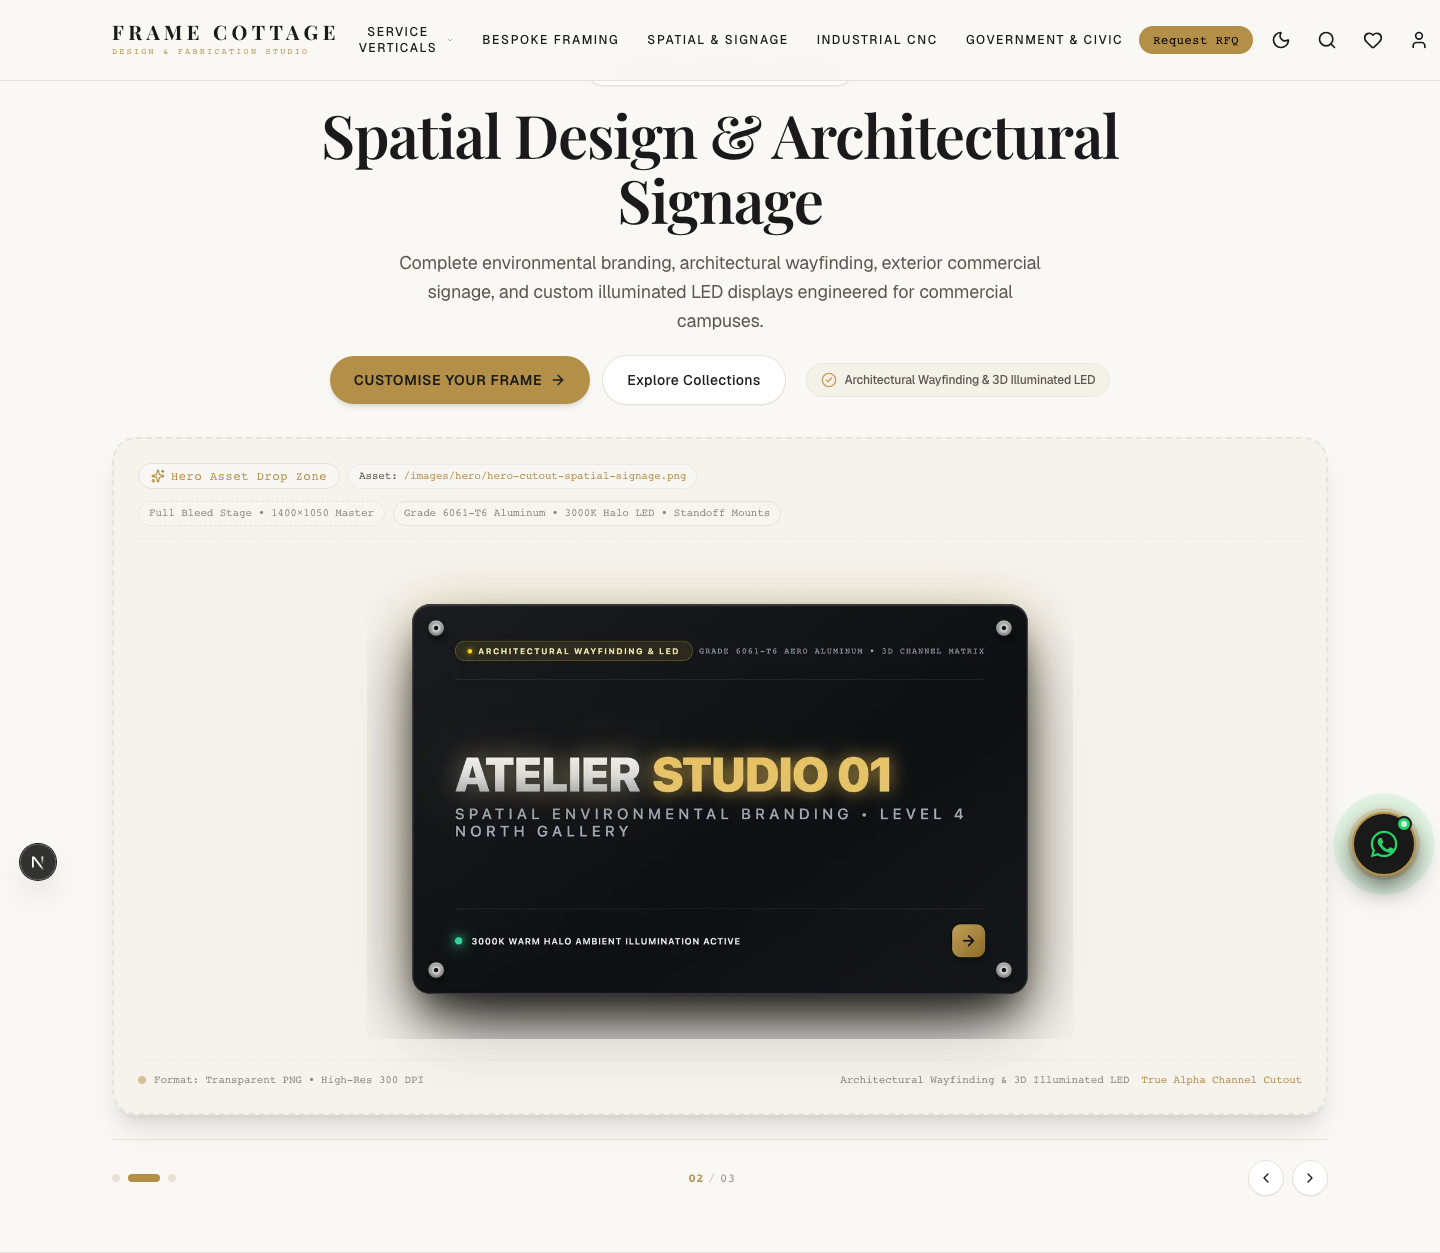 FRAME COTTAGE
DESIGN & FABRICATION STUDIO
SERVICE
VERTICALS
BESPOKE FRAMING
SPATIAL & SIGNAGE
INDUSTRIAL CNC
GOVERNMENT & CIVIC
Request RFQ
Spatial Design & Architectural
Signage
Complete environmental branding, architectural wayfinding, exterior commercial
signage, and custom illuminated LED displays engineered for commercial
campuses.
CUSTOMISE YOUR FRAME
Explore Collections
Architectural Wayfinding & 3D Illuminated LED
Hero Asset Drop Zone
Asset: /images/hero/hero-cutout-spatial-signage.png
Full Bleed Stage • 1400×1050 Master
Grade 6061-T6 Aluminum • 3000K Halo LED • Standoff Mounts
ARCHITECTURAL WAYFINDING & LED
GRADE 6061-T6 AERO ALUMINUM • 3D CHANNEL MATRIX
ATELIER STUDIO 01
SPATIAL ENVIRONMENTAL BRANDING • LEVEL 4
NORTH GALLERY
3000K WARM HALO AMBIENT ILLUMINATION ACTIVE
N
Format: Transparent PNG • High-Res 300 DPI
Architectural Wayfinding & 3D Illuminated LED
True Alpha Channel Cutout
02 / 03